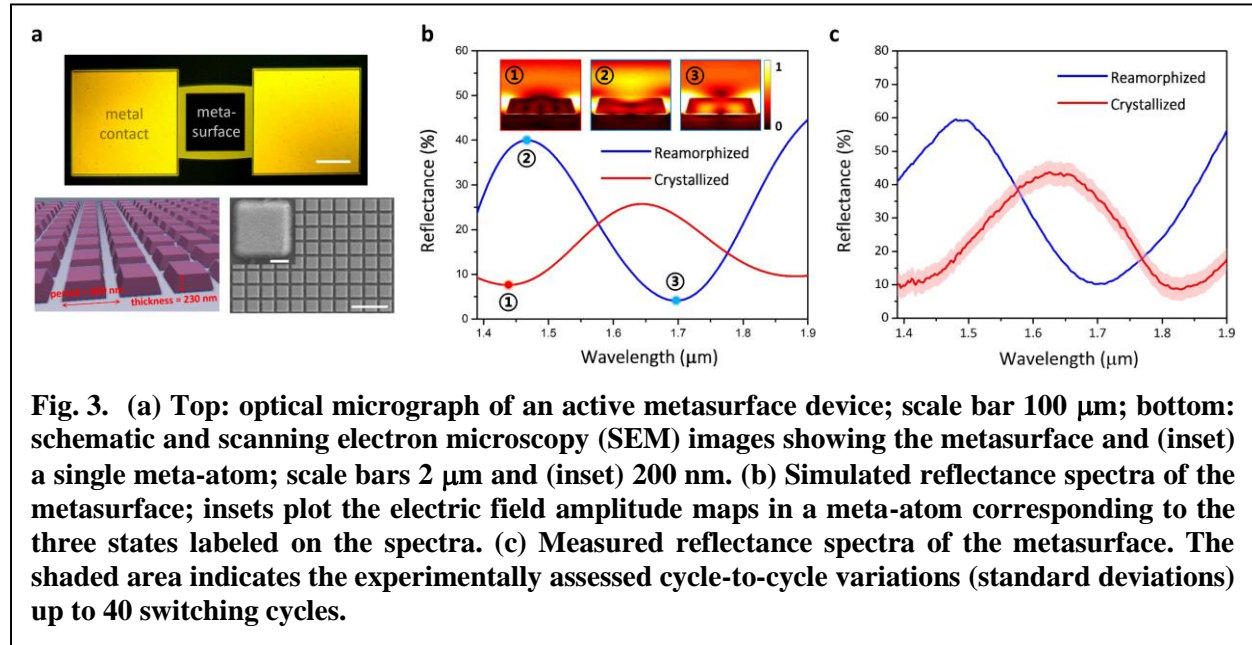 a
metal
contact
meta-
surface
thickness = 230 nm
b
60
50
40
30
20
10
0
Reflectance (%)
① ② ③
1
0
Reamorphized
Crystallized
②
①
③
1.4 1.5 1.6 1.7 1.8 1.9
Wavelength (μm)
c
80
70
60
50
40
30
20
10
0
Reflectance (%)
Reamorphized
Crystallized
1.4 1.5 1.6 1.7 1.8 1.9
Wavelength (μm)
Fig. 3. (a) Top: optical micrograph of an active metasurface device; scale bar 100 μm; bottom:
schematic and scanning electron microscopy (SEM) images showing the metasurface and (inset)
a single meta-atom; scale bars 2 μm and (inset) 200 nm. (b) Simulated reflectance spectra of the
metasurface; insets plot the electric field amplitude maps in a meta-atom corresponding to the
three states labeled on the spectra. (c) Measured reflectance spectra of the metasurface. The
shaded area indicates the experimentally assessed cycle-to-cycle variations (standard deviations)
up to 40 switching cycles.